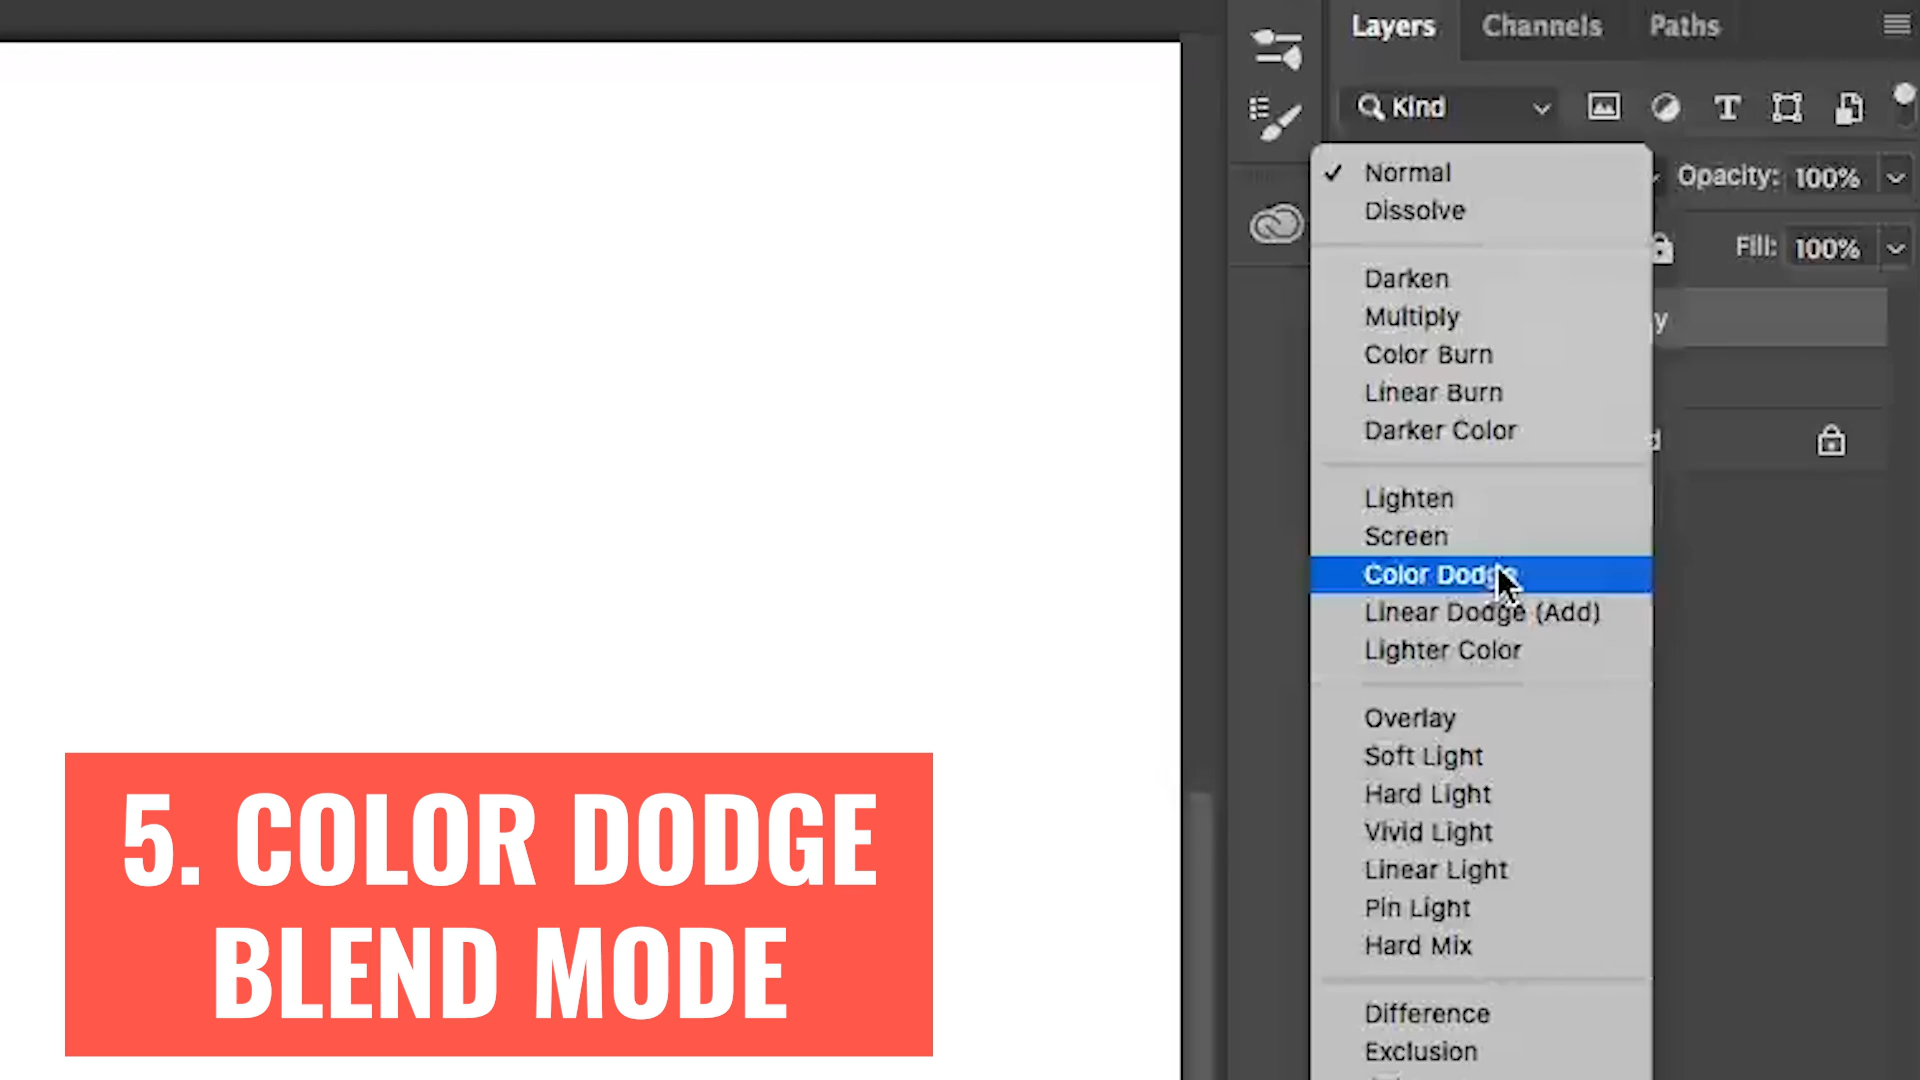 Layers Channels Paths
Kind
Normal
Opacity: 100%
Dissolve
Fill: 100%
Darken
Multiply
y
Color Burn
Linear Burn
Darker Color
d
Lighten
Screen
Color Dodge
Linear Dodge (Add)
Lighter Color
Overlay
Soft Light
Hard Light
Vivid Light
Linear Light
Pin Light
Hard Mix
Difference
Exclusion
5. COLOR DODGE
BLEND MODE